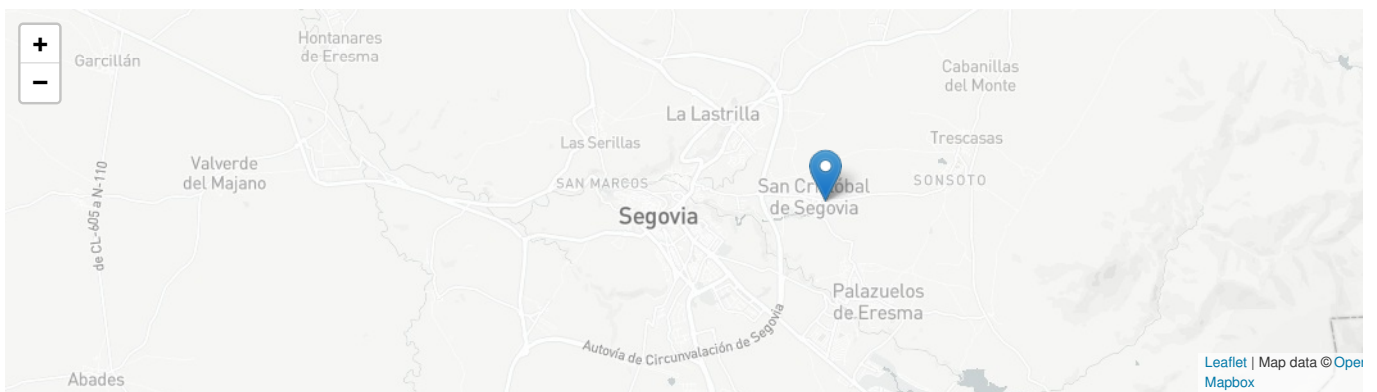 +
−
Garcillán
Hontanares
de Eresma
Cabanillas
del Monte
La Lastrilla
Las Serillas
Trescasas
Valverde
del Majano
SAN MARCOS
San Cristóbal
de Segovia
SONSOTO
Segovia
de CL-605 a N-110
Palazuelos
de Eresma
Autovía de Circunvalación de Segovia
Abades
Leaflet | Map data © Open
Mapbox